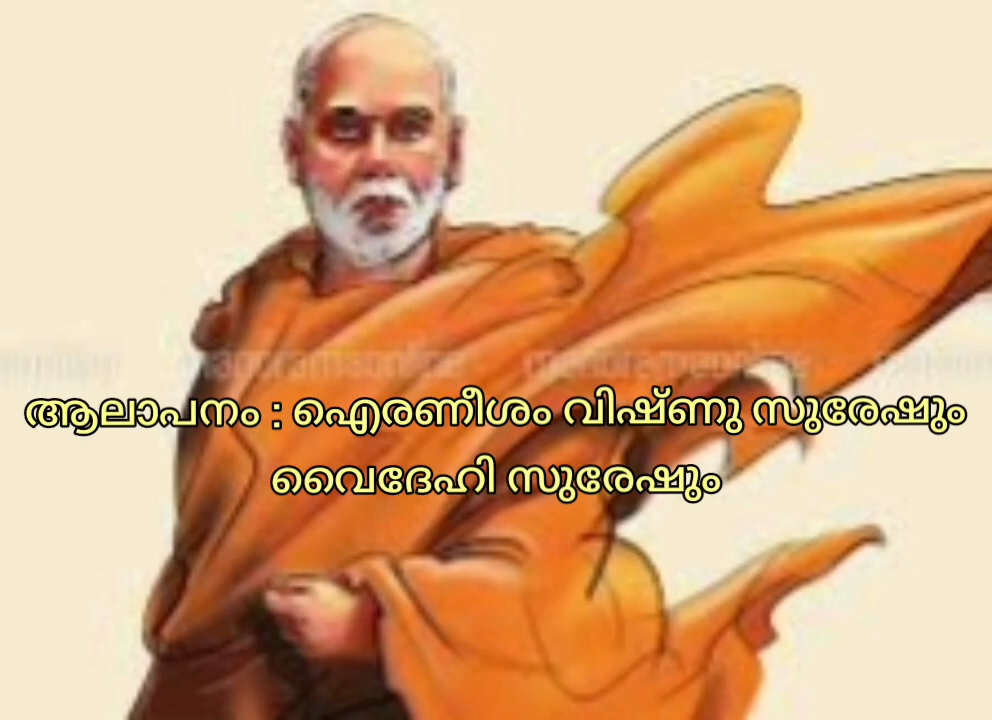 ആലാപനം : ഐരണീശം വിഷ്ണു സുരേഷും
വൈദേഹി സുരേഷും